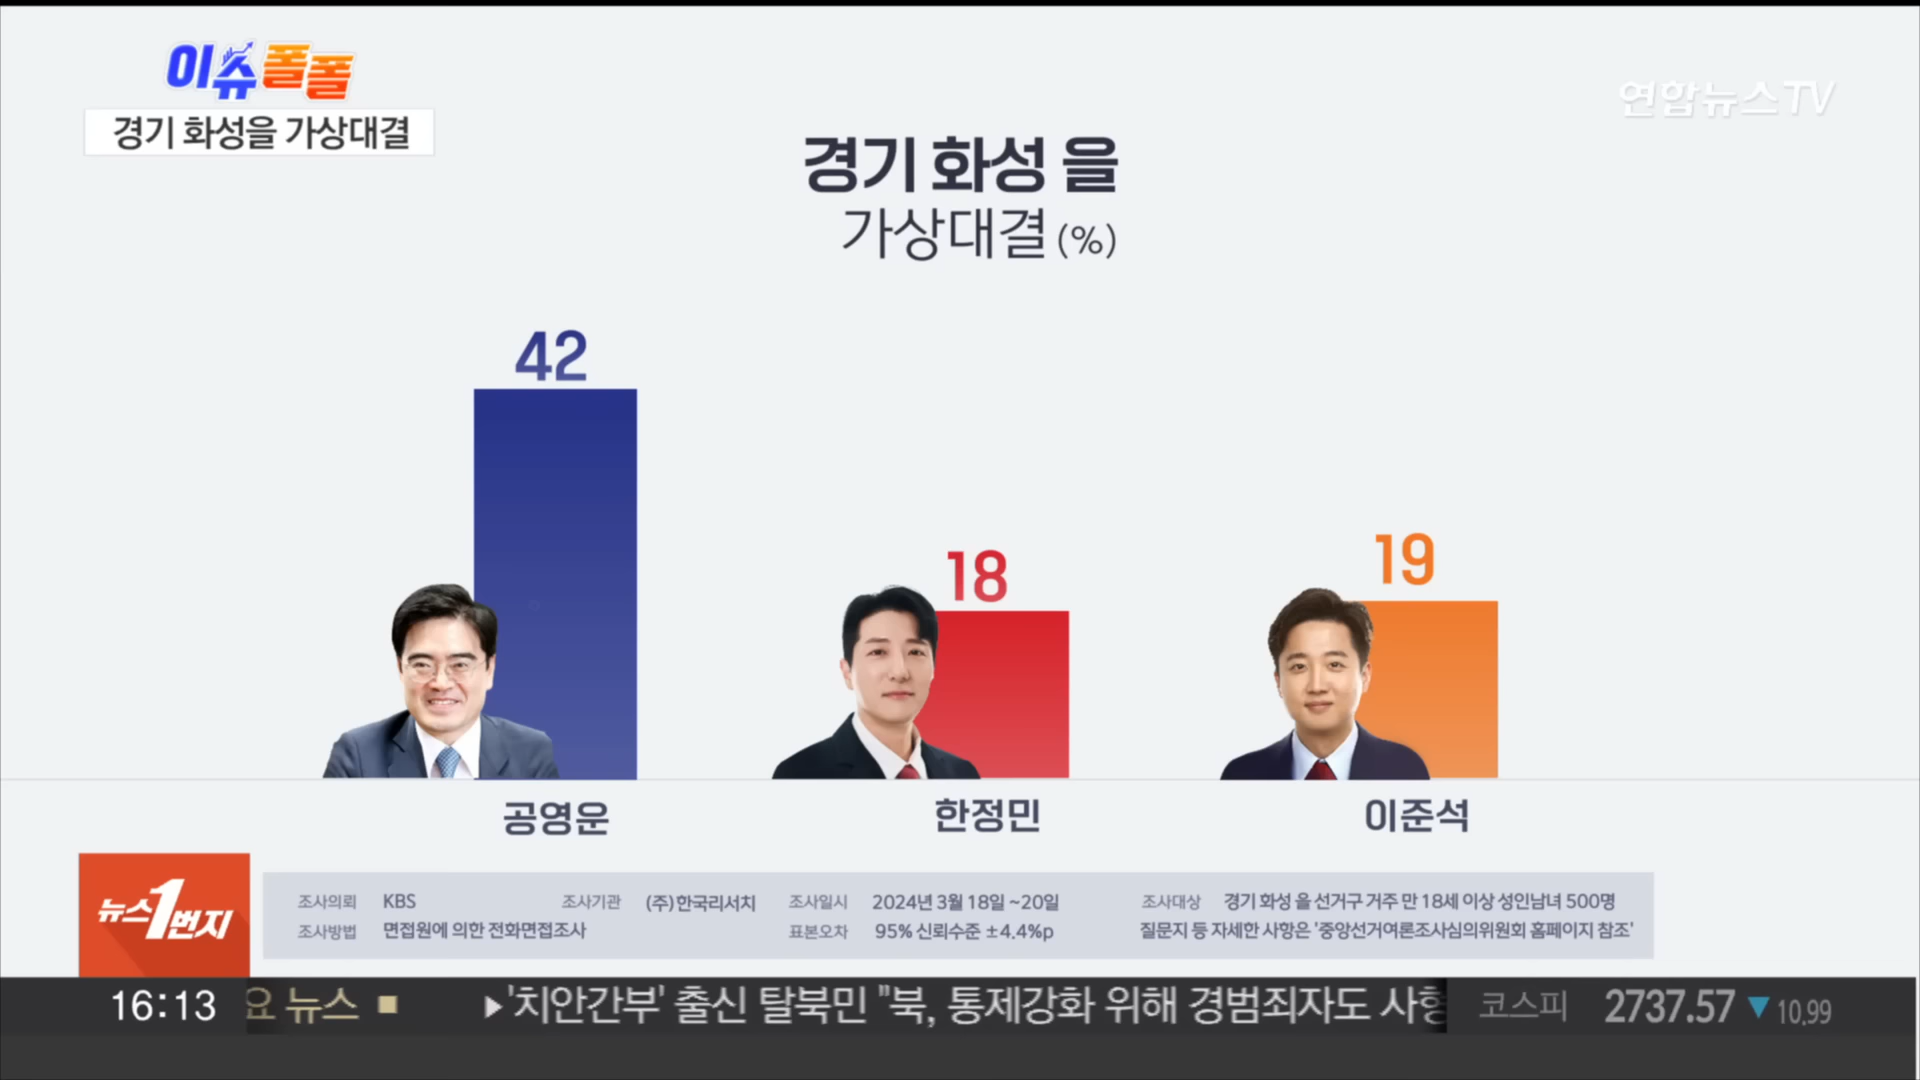 이슈폴폴
경기 화성을 가상대결
연합뉴스TV
경기 화성 을
가상대결 (%)
42
18
19
공영운
한정민
이준석
뉴스1번지
조사의뢰 KBS 조사기관 (주)한국리서치 조사일시 2024년 3월 18일 ~20일 조사대상 경기 화성 을 선거구 거주 만 18세 이상 성인남녀 500명
조사방법 면접원에 의한 전화면접조사 표본오차 95% 신뢰수준 ±4.4%p 질문지 등 자세한 사항은 '중앙선거여론조사심의위원회 홈페이지 참조'
16:13 요 뉴스 ■ ▶'치안간부' 출신 탈북민 "북, 통제강화 위해 경범죄자도 사형 코스피 2737.57 ▼ 10.99